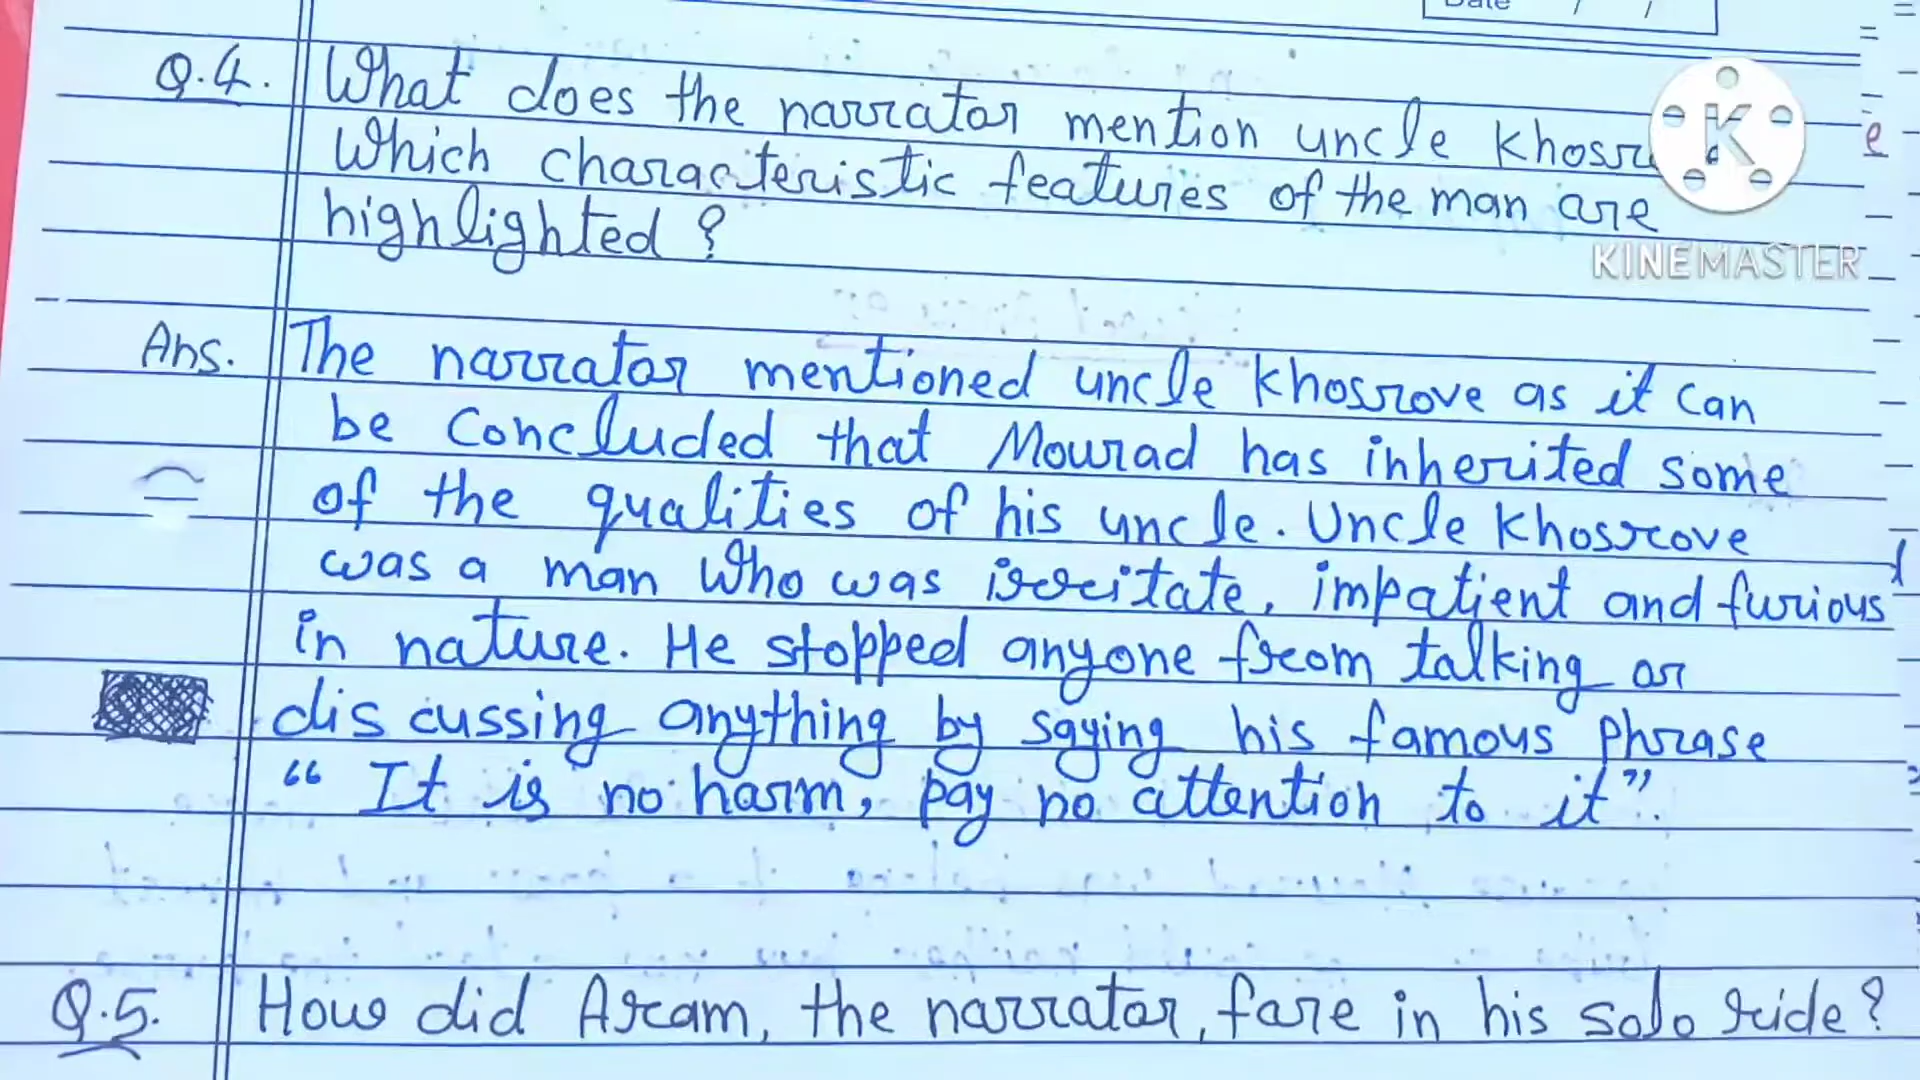 Date / /
Q.4. What does the narrator mention uncle Khosro
Which characteristic features of the man are
highlighted ?
KINEMASTER
Ans. The narrator mentioned uncle Khosrove as it can
be Concluded that Mourad has inherited some
of the qualities of his uncle. Uncle Khosrove
was a man who was irritate, impatient and furious
in nature. He stopped anyone from talking or
dis cussing anything by saying his famous phrase
“ It is no harm, pay no attention to it”.
Q.5. How did Aram, the narrator, fare in his solo ride?